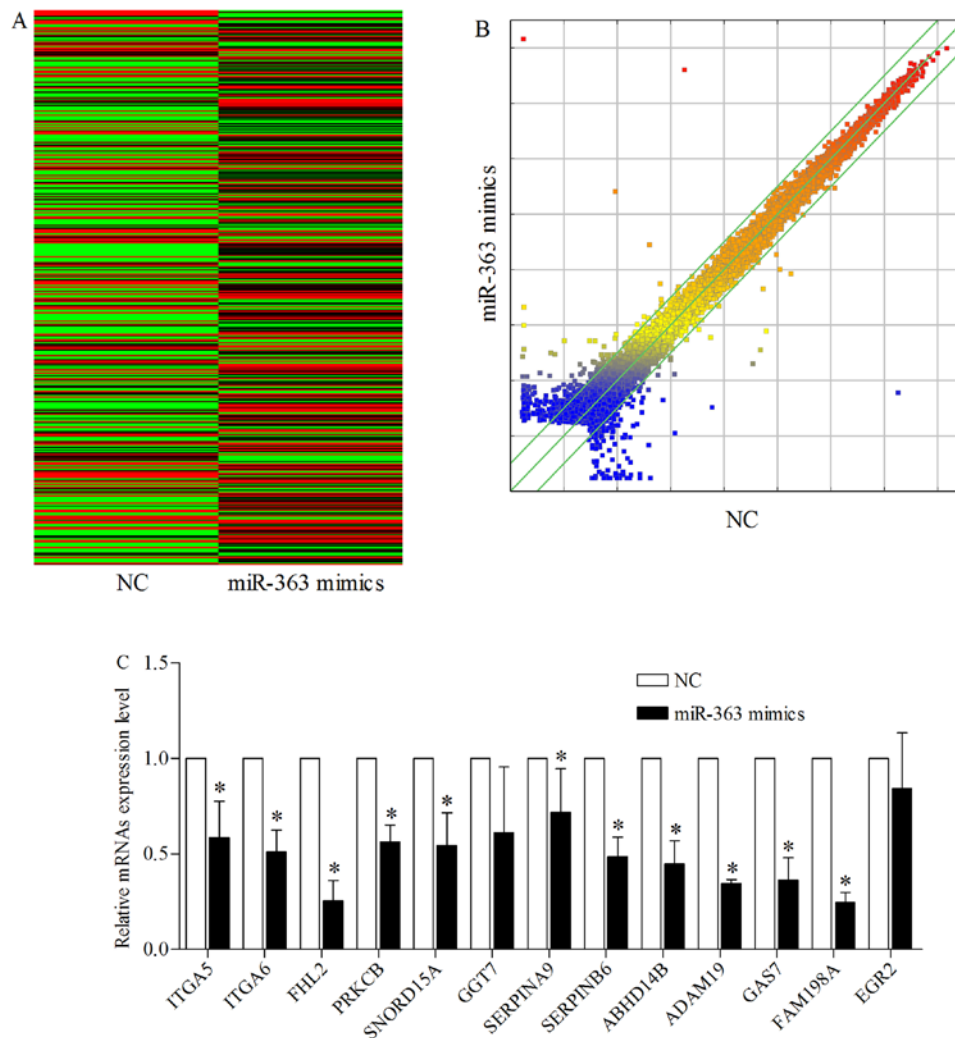 A
B
miR-363 mimics
NC
NC miR-363 mimics
C
Relative mRNAs expression level
1.5
1.0
0.5
0.0
NC
miR-363 mimics
* * * * * * * * * * *
ITGA5
ITGA6
FHL2
PRKCB
SNORD15A
GGT7
SERPINA9
SERPINB6
ABHD14B
ADAM19
GAS7
FAM198A
EGR2